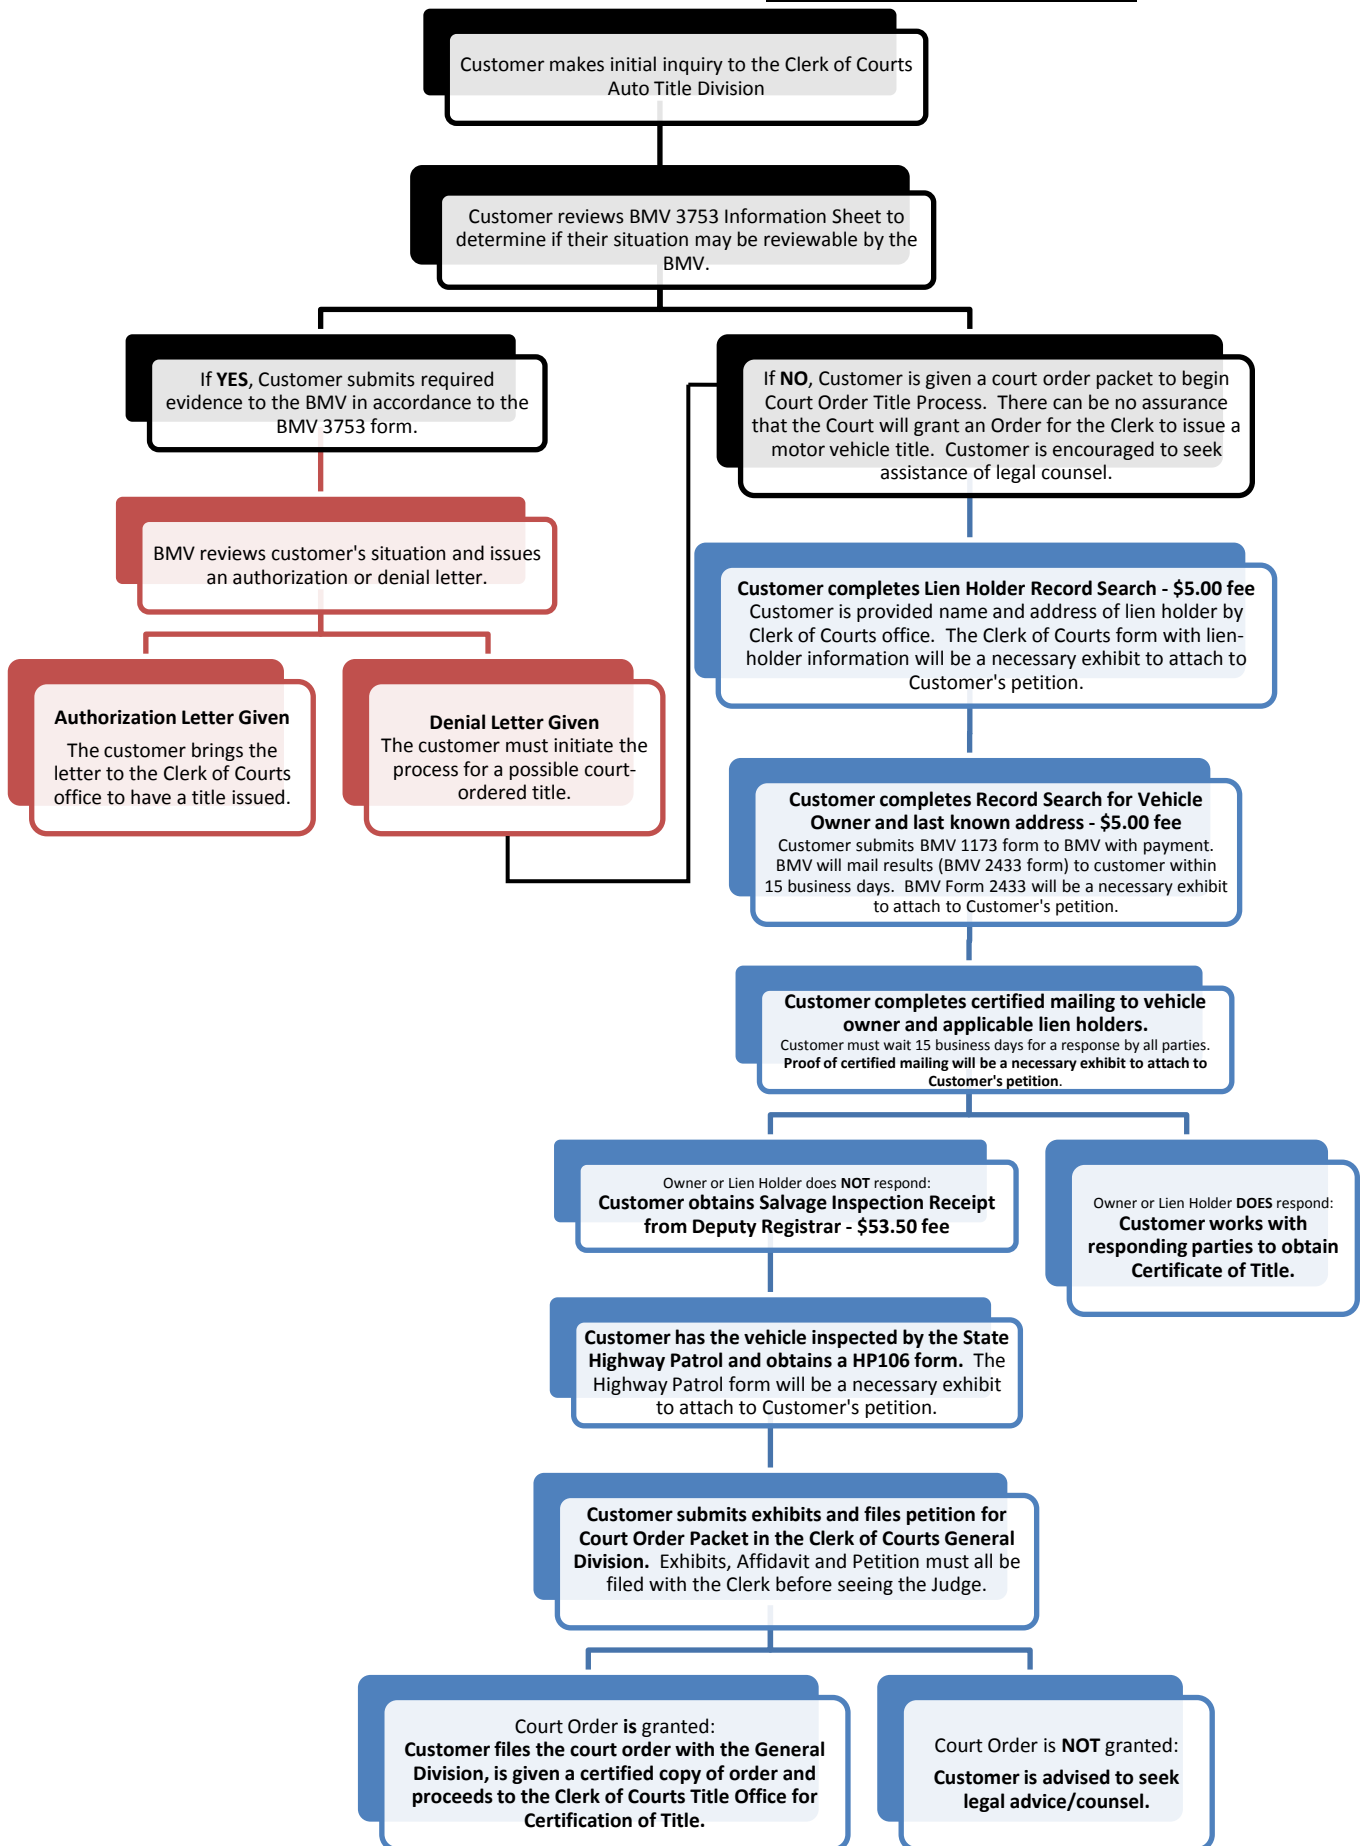 Customer makes initial inquiry to the Clerk of Courts
Auto Title Division
Customer reviews BMV 3753 Information Sheet to
determine if their situation may be reviewable by the
BMV.
If YES, Customer submits required
evidence to the BMV in accordance to the
BMV 3753 form.
If NO, Customer is given a court order packet to begin
Court Order Title Process. There can be no assurance
that the Court will grant an Order for the Clerk to issue a
motor vehicle title. Customer is encouraged to seek
assistance of legal counsel.
BMV reviews customer's situation and issues
an authorization or denial letter.
Authorization Letter Given
The customer brings the
letter to the Clerk of Courts
office to have a title issued.
Denial Letter Given
The customer must initiate the
process for a possible court-
ordered title.
Customer completes Lien Holder Record Search - $5.00 fee
Customer is provided name and address of lien holder by
Clerk of Courts office. The Clerk of Courts form with lien-
holder information will be a necessary exhibit to attach to
Customer's petition.
Customer completes Record Search for Vehicle
Owner and last known address - $5.00 fee
Customer submits BMV 1173 form to BMV with payment.
BMV will mail results (BMV 2433 form) to customer within
15 business days. BMV Form 2433 will be a necessary exhibit
to attach to Customer's petition.
Customer completes certified mailing to vehicle
owner and applicable lien holders.
Customer must wait 15 business days for a response by all parties.
Proof of certified mailing will be a necessary exhibit to attach to
Customer's petition.
Owner or Lien Holder does NOT respond:
Customer obtains Salvage Inspection Receipt
from Deputy Registrar - $53.50 fee
Owner or Lien Holder DOES respond:
Customer works with
responding parties to obtain
Certificate of Title.
Customer has the vehicle inspected by the State
Highway Patrol and obtains a HP106 form. The
Highway Patrol form will be a necessary exhibit
to attach to Customer's petition.
Customer submits exhibits and files petition for
Court Order Packet in the Clerk of Courts General
Division. Exhibits, Affidavit and Petition must all be
filed with the Clerk before seeing the Judge.
Court Order is granted:
Customer files the court order with the General
Division, is given a certified copy of order and
proceeds to the Clerk of Courts Title Office for
Certification of Title.
Court Order is NOT granted:
Customer is advised to seek
legal advice/counsel.